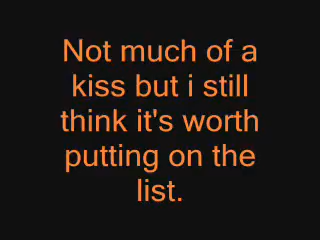 Not much of a
kiss but i still
think it's worth
putting on the
list.